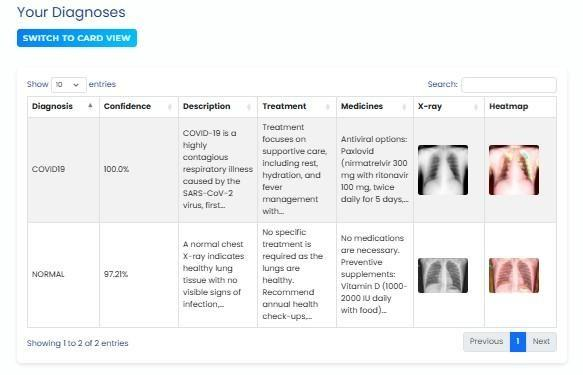 Your Diagnoses
SWITCH TO CARD VIEW
Show 10 entries Search:
Diagnosis Confidence Description Treatment Medicines X-ray Heatmap
COVID19
100.0%
COVID-19 is a
highly
contagious
respiratory illness
caused by the
SARS-CoV-2
virus, first...
Treatment
focuses on
supportive care,
including rest,
hydration, and
fever
management
with...
Antiviral options:
Paxlovid
(nirmatrelvir 300
mg with ritonavir
100 mg, twice
daily for 5 days,...
NORMAL
97.21%
A normal chest
X-ray indicates
healthy lung
tissue with no
visible signs of
infection,...
No specific
treatment is
required as the
lungs are
healthy.
Recommend
annual health
check-ups,...
No medications
are necessary.
Preventive
supplements:
Vitamin D (1000-
2000 IU daily
with food)...
Showing 1 to 2 of 2 entries
Previous 1 Next